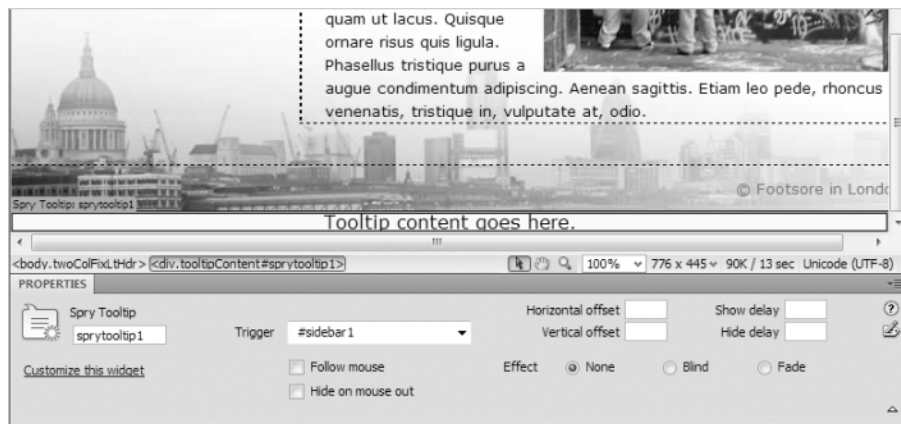 quam ut lacus. Quisque
ornare risus quis ligula.
Phasellus tristique purus a
augue condimentum adipiscing. Aenean sagittis. Etiam leo pede, rhoncus
venenatis, tristique in, vulputate at, odio.
© Footsore in Londo
Spry Tooltip: sprytooltip1
Tooltip content goes here.
<body.twoColFixLtHdr> <div.tooltipContent#sprytooltip1> 100% 776 x 445 90K / 13 sec Unicode (UTF-8)
PROPERTIES
Spry Tooltip
sprytooltip1
Trigger #sidebar1
Horizontal offset
Vertical offset
Show delay
Hide delay
Customize this widget
Follow mouse
Hide on mouse out
Effect None Blind Fade